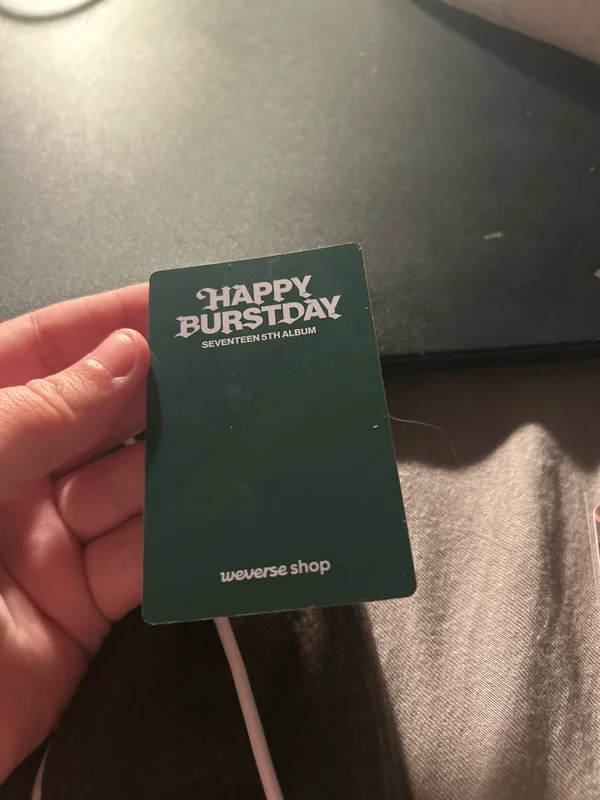 HAPPY
BURSTDAY
SEVENTEEN 5TH ALBUM
weverse shop